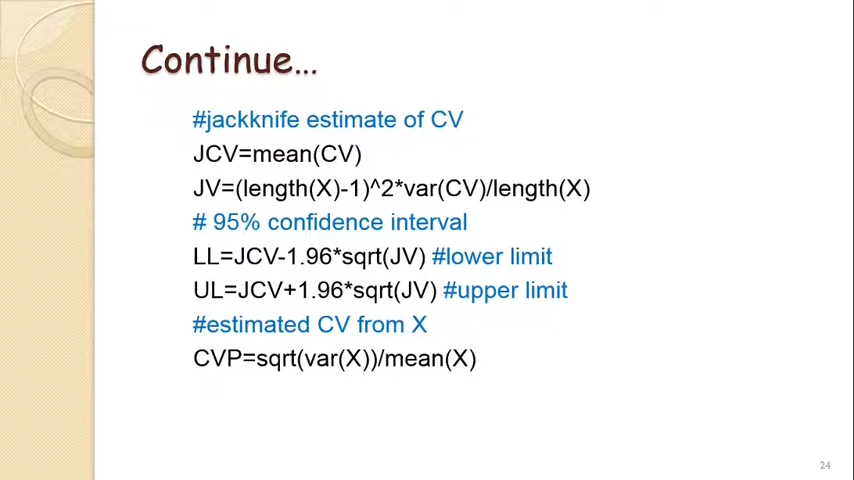 Continue...
#jackknife estimate of CV
JCV=mean(CV)
JV=(length(X)-1)^2*var(CV)/length(X)
# 95% confidence interval
LL=JCV-1.96*sqrt(JV) #lower limit
UL=JCV+1.96*sqrt(JV) #upper limit
#estimated CV from X
CVP=sqrt(var(X))/mean(X)
24